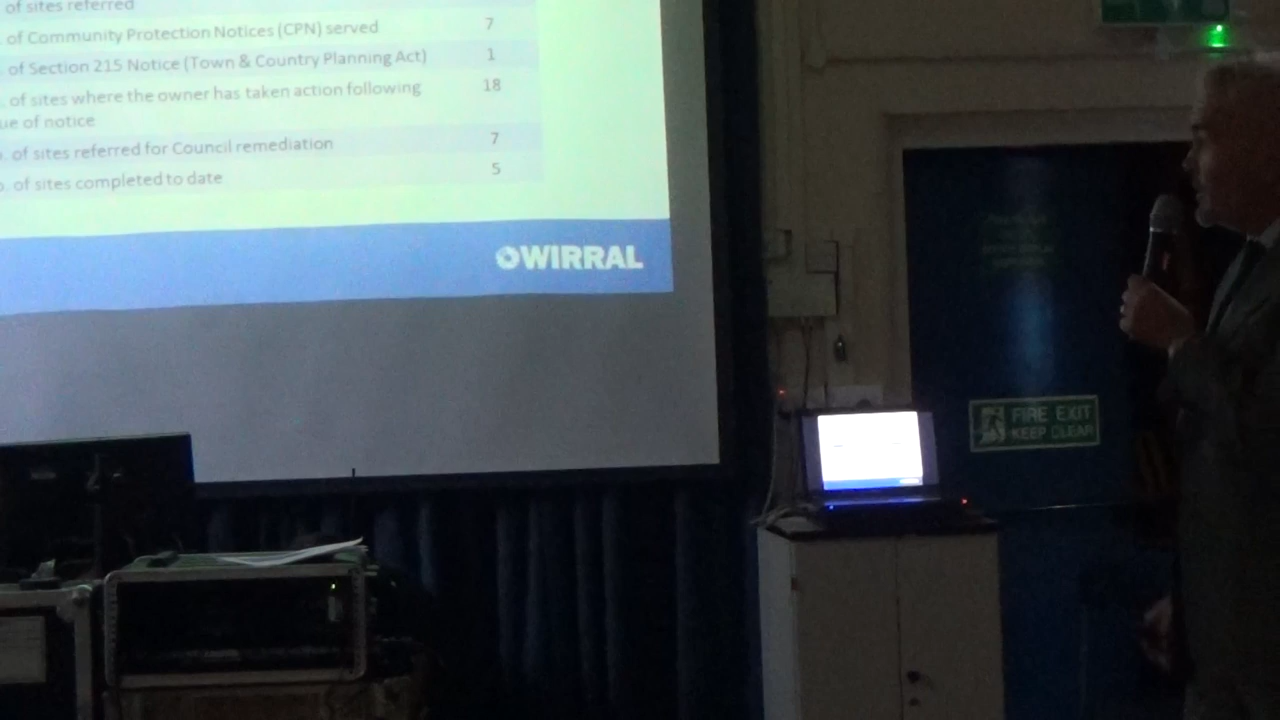 of sites referred
. of Community Protection Notices (CPN) served 7
. of Section 215 Notice (Town & Country Planning Act) 1
. of sites where the owner has taken action following 18
ue of notice
o. of sites referred for Council remediation 7
o. of sites completed to date 5
WIRRAL
FIRE EXIT
KEEP CLEAR